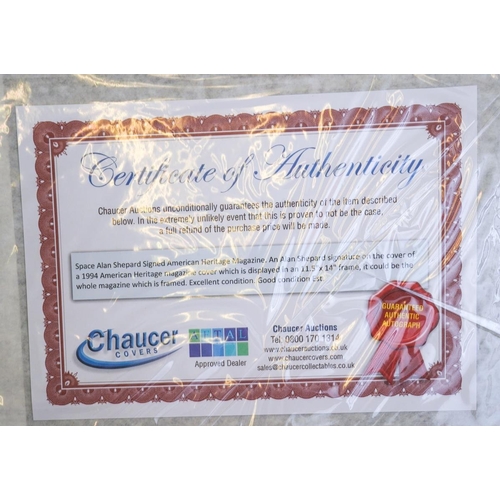 Certificate of Authenticity
Chaucer Auctions unconditionally guarantees the authenticity of the item described
below. In the extremely unlikely event that this is proven to not be the case,
a full refund of the purchase price will be made.
Space Alan Shepard Signed American Heritage Magazine. An Alan Shepard signature on the cover of
a 1994 American Heritage magazine cover which is displayed in an 11.5" x 14" frame, it could be the
whole magazine which is framed. Excellent condition. Good condition est.
Chaucer
COVERS
Approved Dealer
Chaucer Auctions
Tel. 0800 170 1314
www.chaucerauctions.co.uk
www.chaucercovers.com
sales@chaucercollectables.co.uk
GUARANTEED
AUTHENTIC
AUTOGRAPH